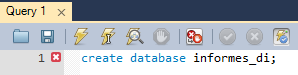 Query 1
1 create database informes_di;